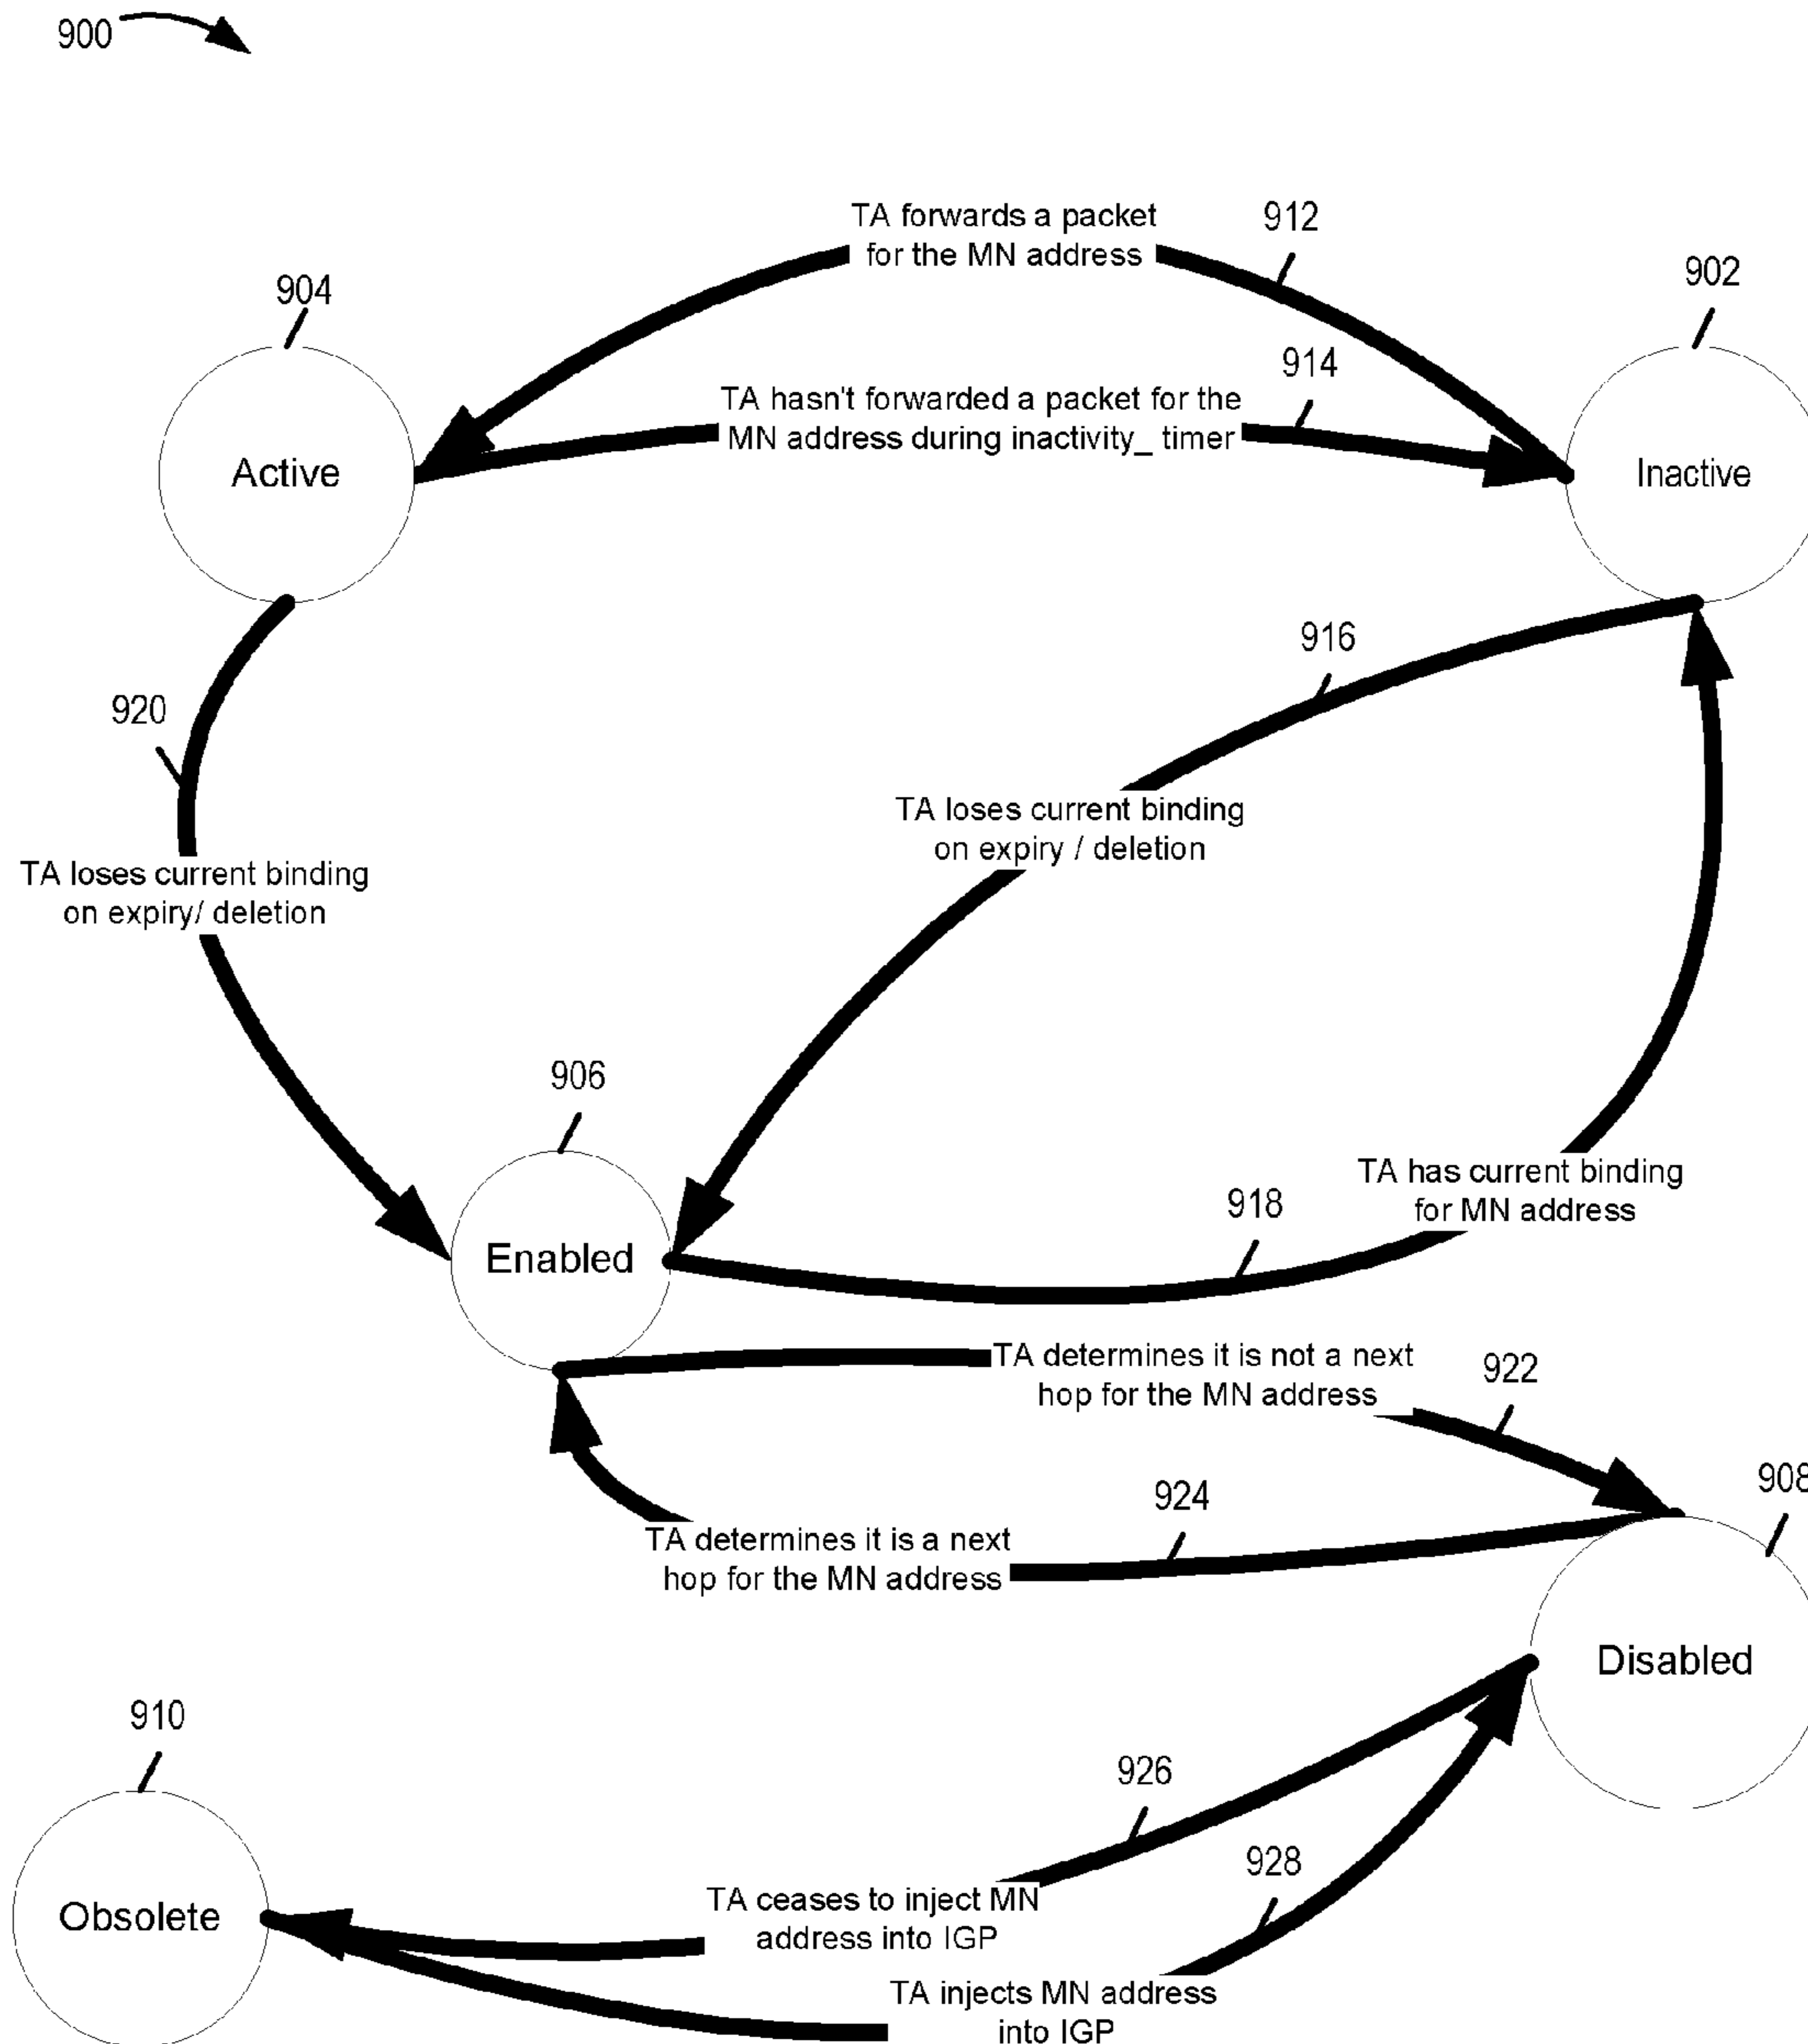 900
TA forwards a packet
for the MN address
912
902
904
914
TA hasn't forwarded a packet for the
MN address during inactivity_ timer
Active
Inactive
916
920
TA loses current binding
on expiry / deletion
TA loses current binding
on expiry/ deletion
906
TA has current binding
for MN address
918
Enabled
TA determines it is not a next
hop for the MN address
922
908
924
TA determines it is a next
hop for the MN address
Disabled
910
926
928
TA ceases to inject MN
address into IGP
Obsolete
TA injects MN address
into IGP